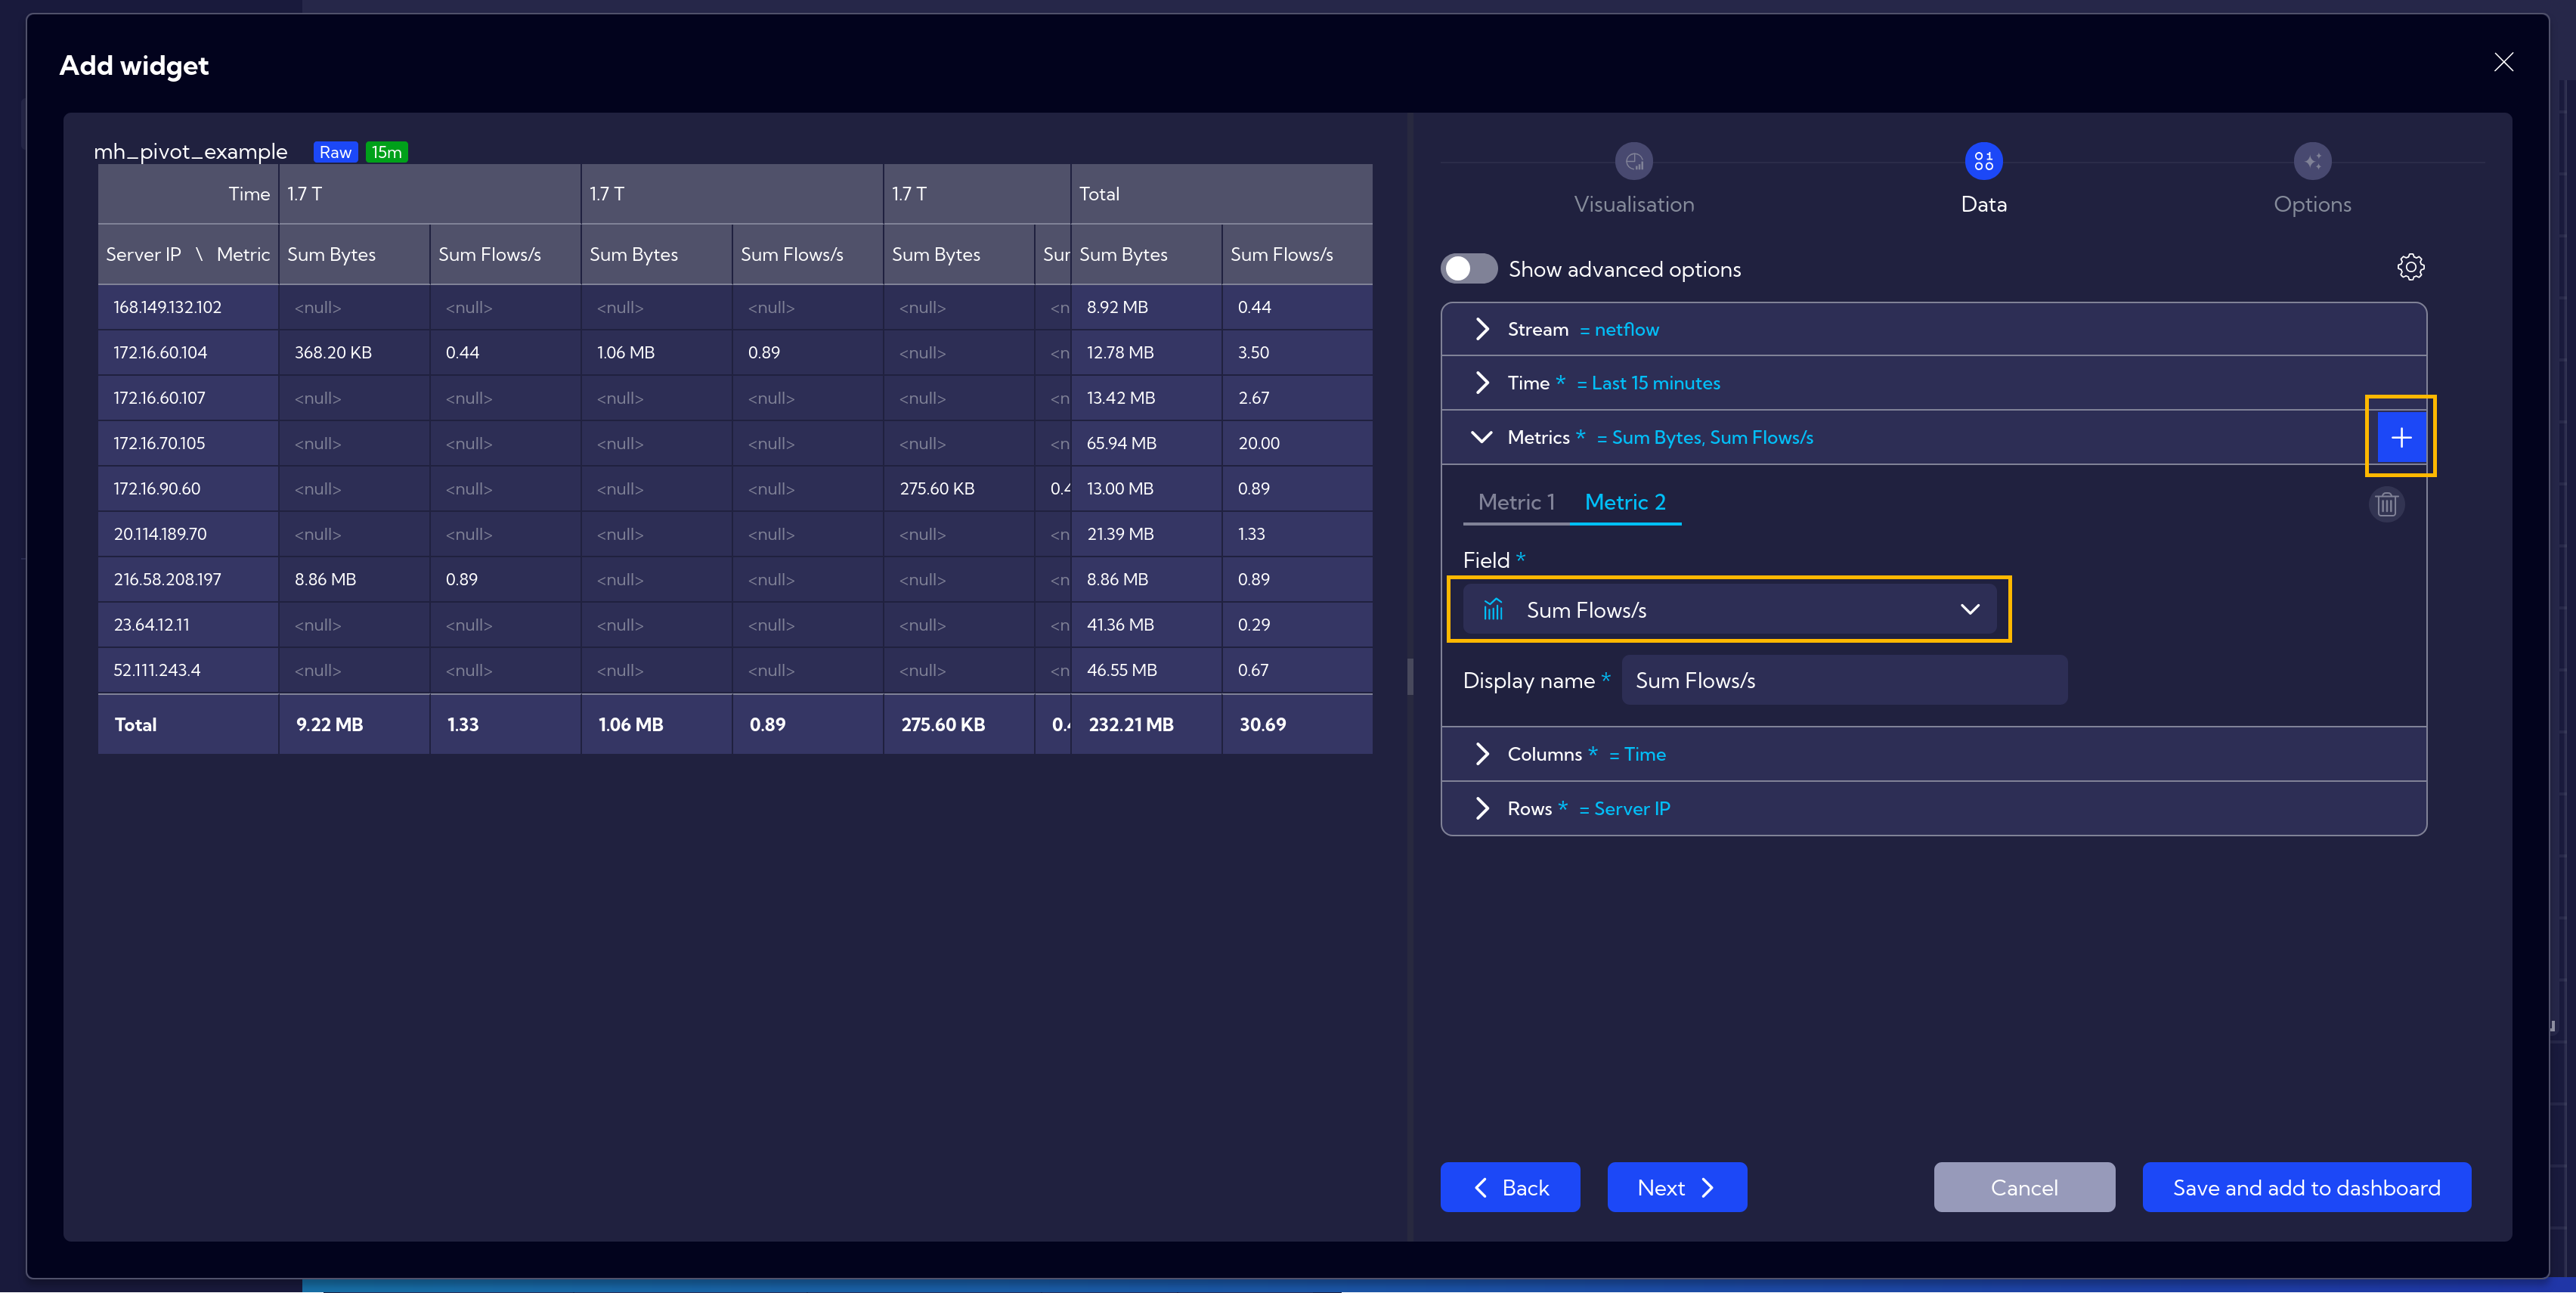 Add widget
mh_pivot_example Raw 15m
Time 1.7 T 1.7 T 1.7 T Total
Server IP \ Metric Sum Bytes Sum Flows/s Sum Bytes Sum Flows/s Sum Bytes Sur Sum Bytes Sum Flows/s
168.149.132.102 <null> <null> <null> <null> <null> <n 8.92 MB 0.44
172.16.60.104 368.20 KB 0.44 1.06 MB 0.89 <null> <n 12.78 MB 3.50
172.16.60.107 <null> <null> <null> <null> <null> <n 13.42 MB 2.67
172.16.70.105 <null> <null> <null> <null> <null> <n 65.94 MB 20.00
172.16.90.60 <null> <null> <null> <null> 275.60 KB 0.4 13.00 MB 0.89
20.114.189.70 <null> <null> <null> <null> <null> <n 21.39 MB 1.33
216.58.208.197 8.86 MB 0.89 <null> <null> <null> <n 8.86 MB 0.89
23.64.12.11 <null> <null> <null> <null> <null> <n 41.36 MB 0.29
52.111.243.4 <null> <null> <null> <null> <null> <n 46.55 MB 0.67
Total 9.22 MB 1.33 1.06 MB 0.89 275.60 KB 0.4 232.21 MB 30.69
Visualisation Data Options
Show advanced options
Stream = netflow
Time * = Last 15 minutes
Metrics * = Sum Bytes, Sum Flows/s
Metric 1 Metric 2
Field *
Sum Flows/s
Display name * Sum Flows/s
Columns * = Time
Rows * = Server IP
Back Next Cancel Save and add to dashboard